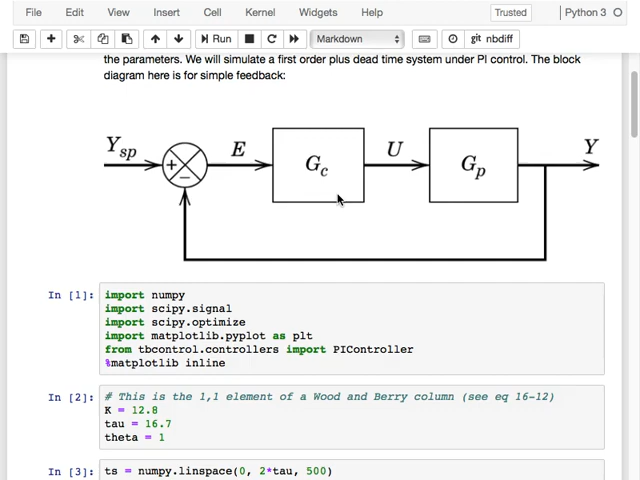 File Edit View Insert Cell Kernel Widgets Help Trusted Python 3
Run Markdown git nbdiff
the parameters. We will simulate a first order plus dead time system under PI control. The block
diagram here is for simple feedback:
Ysp + − E Gc U Gp Y
In [1]: import numpy
import scipy.signal
import scipy.optimize
import matplotlib.pyplot as plt
from tbcontrol.controllers import PIController
%matplotlib inline
In [2]: # This is the 1,1 element of a Wood and Berry column (see eq 16-12)
K = 12.8
tau = 16.7
theta = 1
In [3]: ts = numpy.linspace(0, 2*tau, 500)